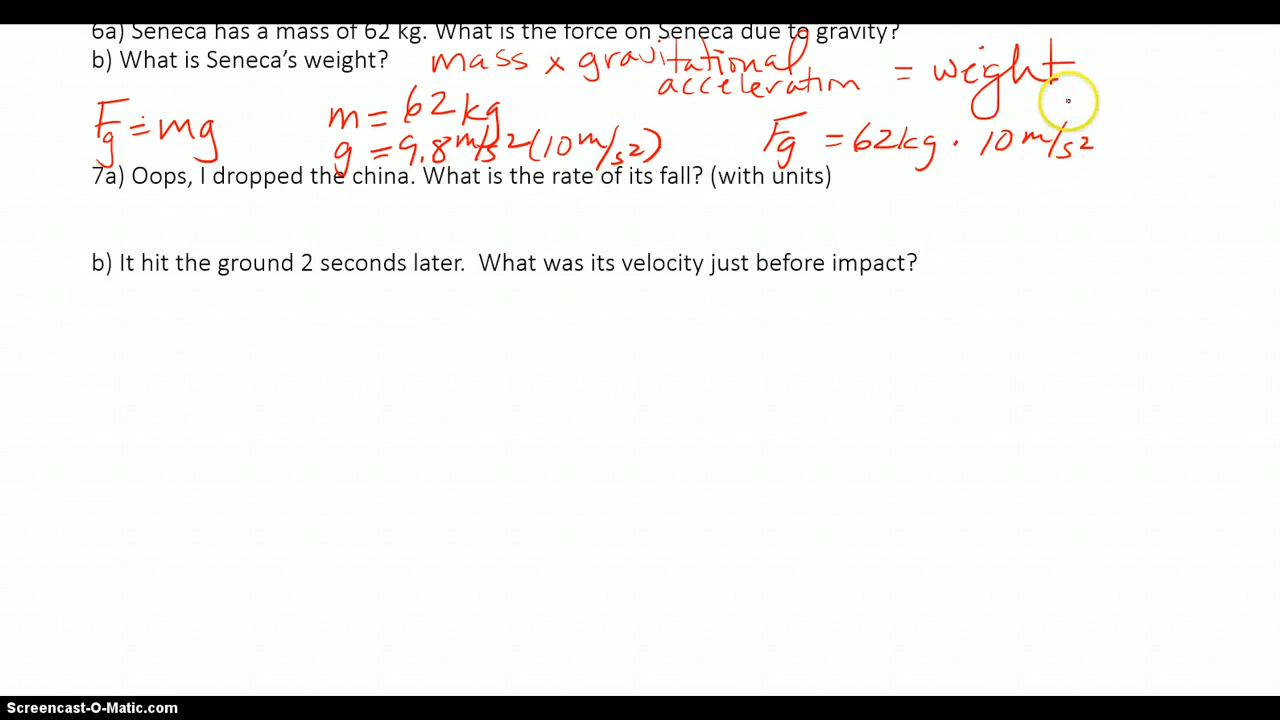 6a) Seneca has a mass of 62 kg. What is the force on Seneca due to gravity?
b) What is Seneca's weight? mass x gravitational acceleration = weight
Fg = mg
m = 62 kg
g = 9.8 m/s2 (10 m/s2)
Fg = 62 kg · 10 m/s2
7a) Oops, I dropped the china. What is the rate of its fall? (with units)
b) It hit the ground 2 seconds later. What was its velocity just before impact?
Screencast-O-Matic.com